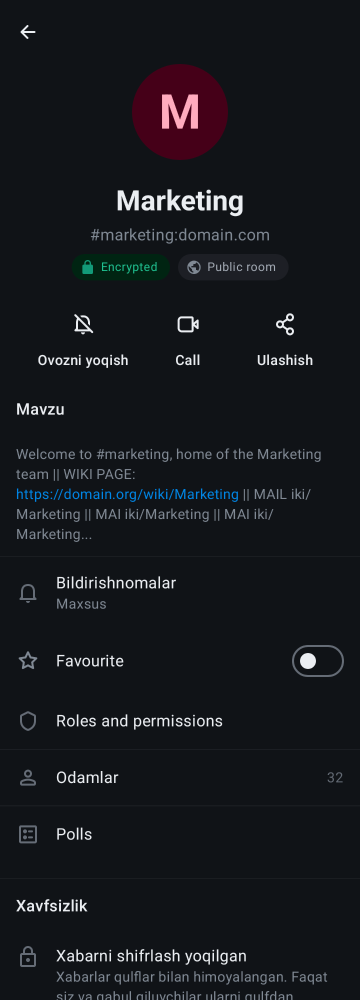 M
Marketing
#marketing:domain.com
Encrypted
Public room
Ovozni yoqish
Call
Ulashish
Mavzu
Welcome to #marketing, home of the Marketing
team || WIKI PAGE:
https://domain.org/wiki/Marketing || MAIL iki/
Marketing || MAI iki/Marketing || MAI iki/
Marketing...
Bildirishnomalar
Maxsus
Favourite
Roles and permissions
Odamlar
32
Polls
Xavfsizlik
Xabarni shifrlash yoqilgan
Xabarlar qulflar bilan himoyalangan. Faqat
siz va qabul qiluvchilar ularni qulfdan